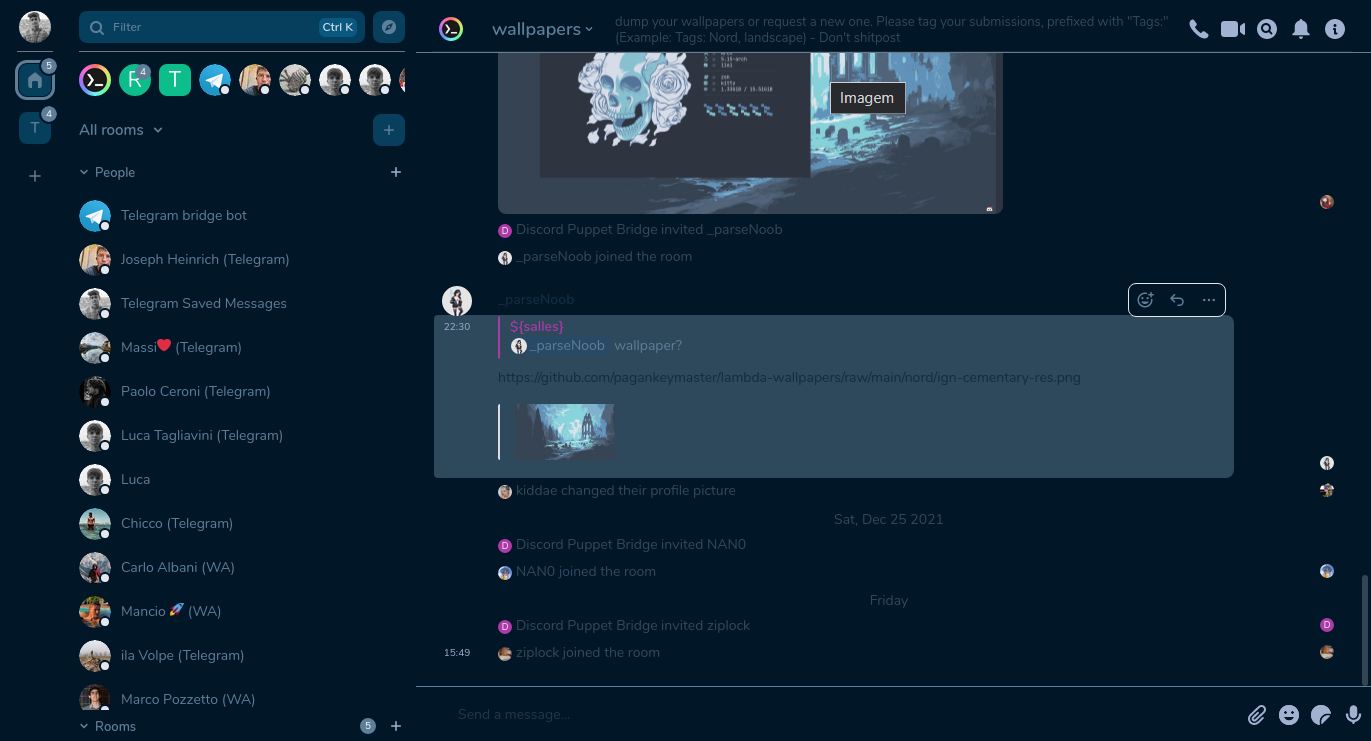 Filter
Ctrl K
5
T
4
+
R
4
T
All rooms
+
People
+
Telegram bridge bot
Joseph Heinrich (Telegram)
Telegram Saved Messages
Massi❤️ (Telegram)
Paolo Ceroni (Telegram)
Luca Tagliavini (Telegram)
Luca
Chicco (Telegram)
Carlo Albani (WA)
Mancio 🚀 (WA)
ila Volpe (Telegram)
Marco Pozzetto (WA)
Rooms
5
+
wallpapers
dump your wallpapers or request a new one. Please tag your submissions, prefixed with "Tags:"
(Example: Tags: Nord, landscape) - Don't shitpost
Imagem
D Discord Puppet Bridge invited _parseNoob
_parseNoob joined the room
_parseNoob
22:30
${salles}
_parseNoob wallpaper?
https://github.com/pagankeymaster/lambda-wallpapers/raw/main/nord/ign-cementary-res.png
kiddae changed their profile picture
Sat, Dec 25 2021
D Discord Puppet Bridge invited NAN0
NAN0 joined the room
Friday
D Discord Puppet Bridge invited ziplock
D
15:49 ziplock joined the room
Send a message…